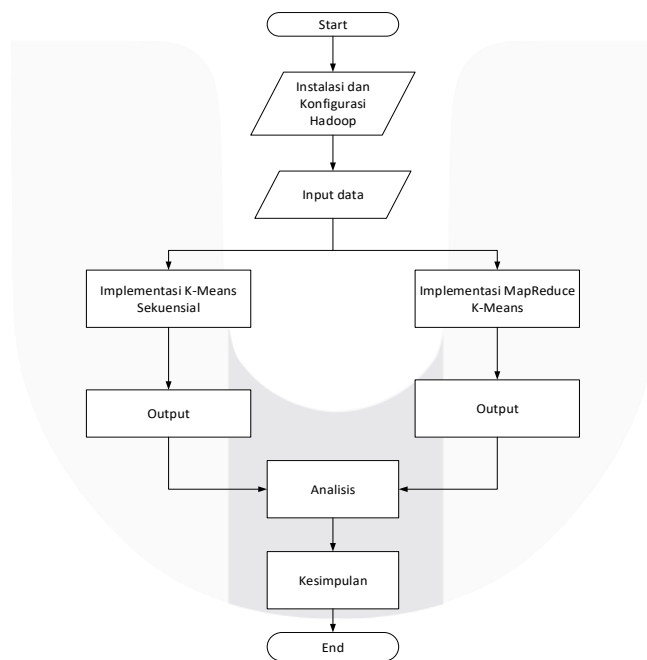 Start
Instalasi dan
Konfigurasi
Hadoop
Input data
Implementasi K-Means
Sekuensial
Implementasi MapReduce
K-Means
Output
Output
Analisis
Kesimpulan
End